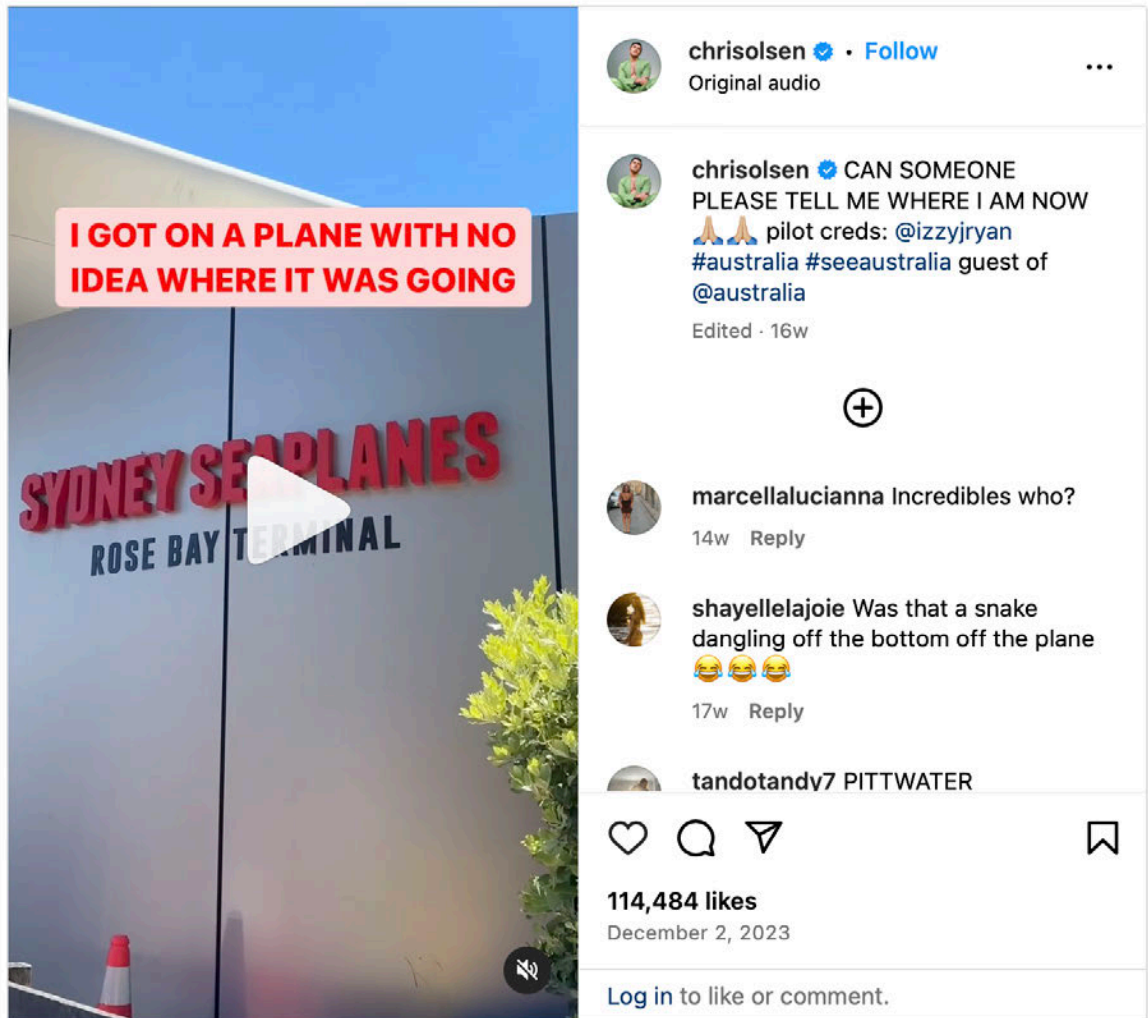 I GOT ON A PLANE WITH NO
IDEA WHERE IT WAS GOING
SYDNEY SEAPLANES
ROSE BAY TERMINAL
chrisolsen • Follow
Original audio
chrisolsen CAN SOMEONE
PLEASE TELL ME WHERE I AM NOW
🙏🏼🙏🏼 pilot creds: @izzyjryan
#australia #seeaustralia guest of
@australia
Edited · 16w
marcellalucianna Incredibles who?
14w Reply
shayellelajoie Was that a snake
dangling off the bottom off the plane
😂😂😂
17w Reply
tandotandy7 PITTWATER
114,484 likes
December 2, 2023
Log in to like or comment.